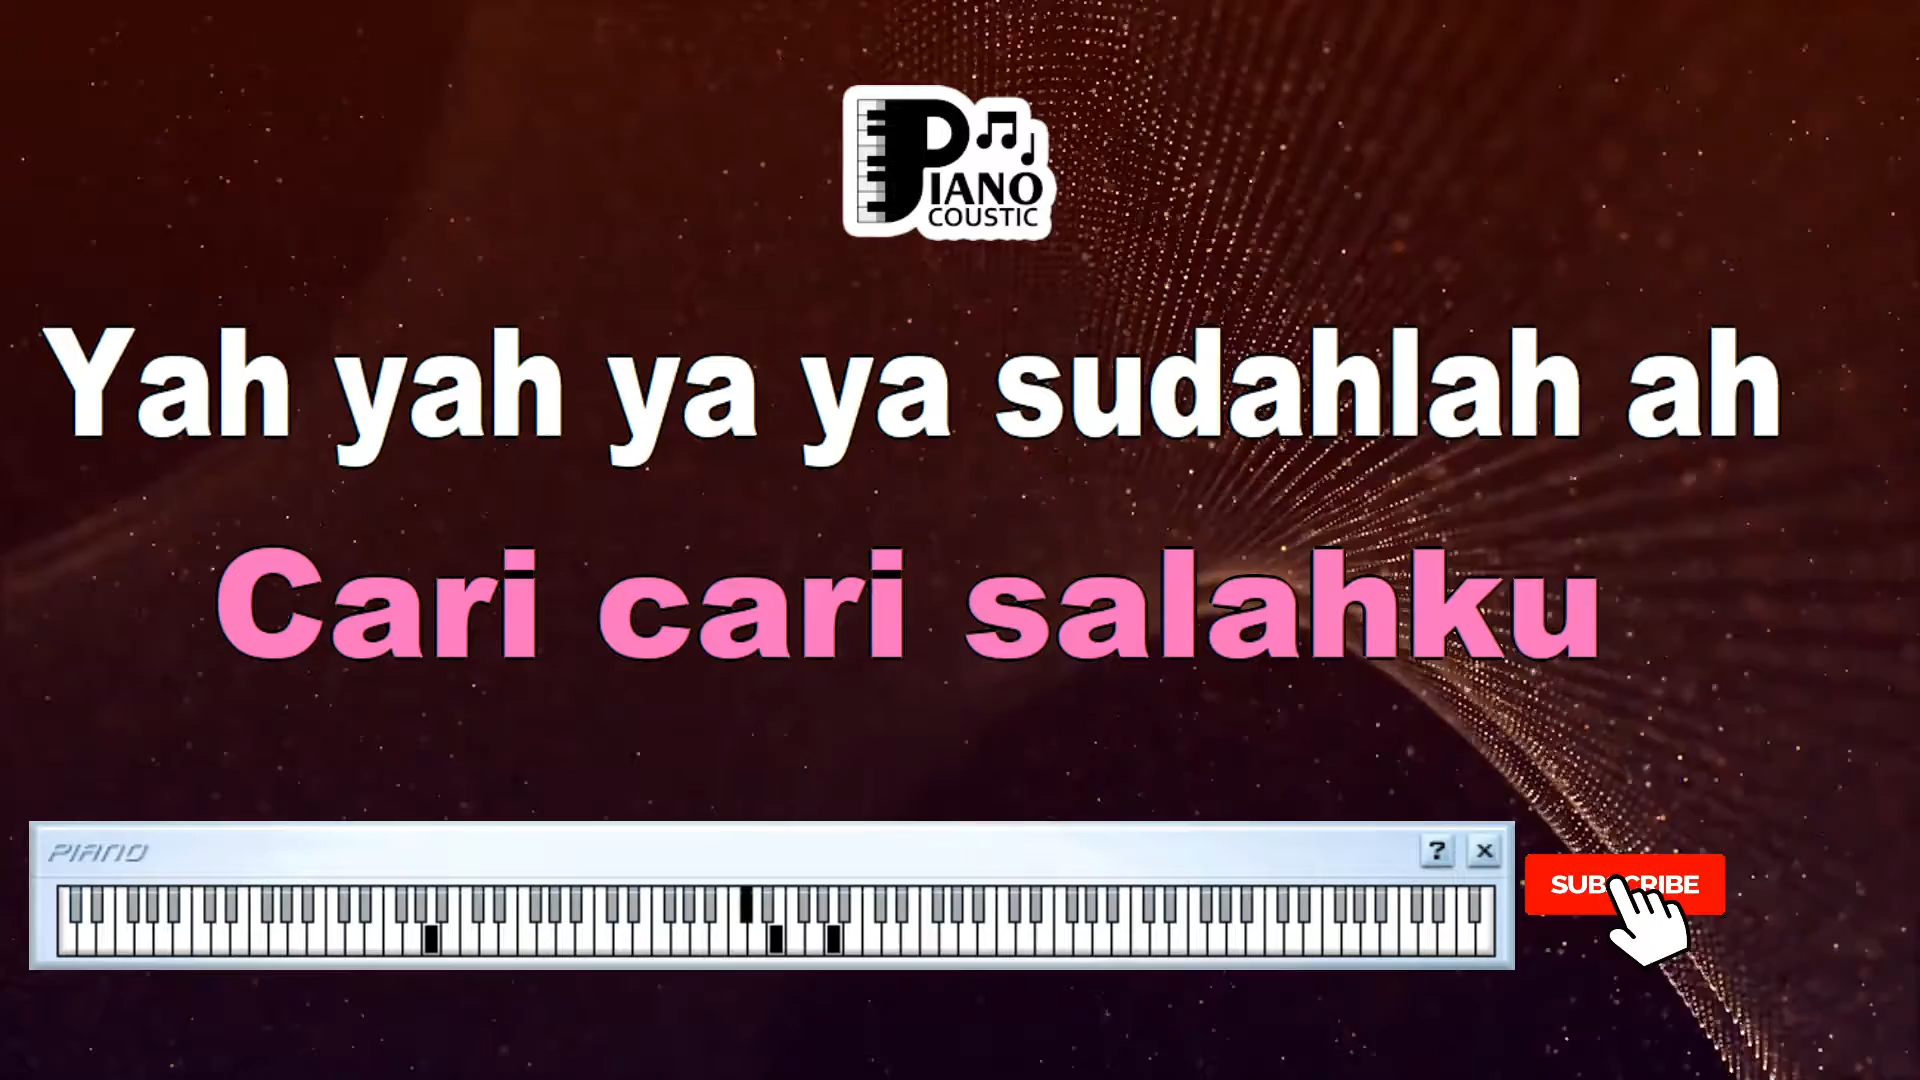 PIANO
COUSTIC
Yah yah ya ya sudahlah ah
Cari cari salahku
PIANO
? x
SUBSCRIBE